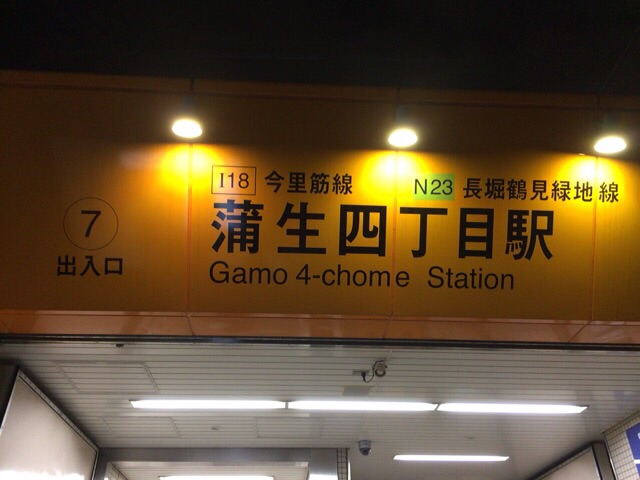 I18 今里筋線 N23 長堀鶴見緑地線
7 蒲生四丁目駅
出入口 Gamo 4-chome Station